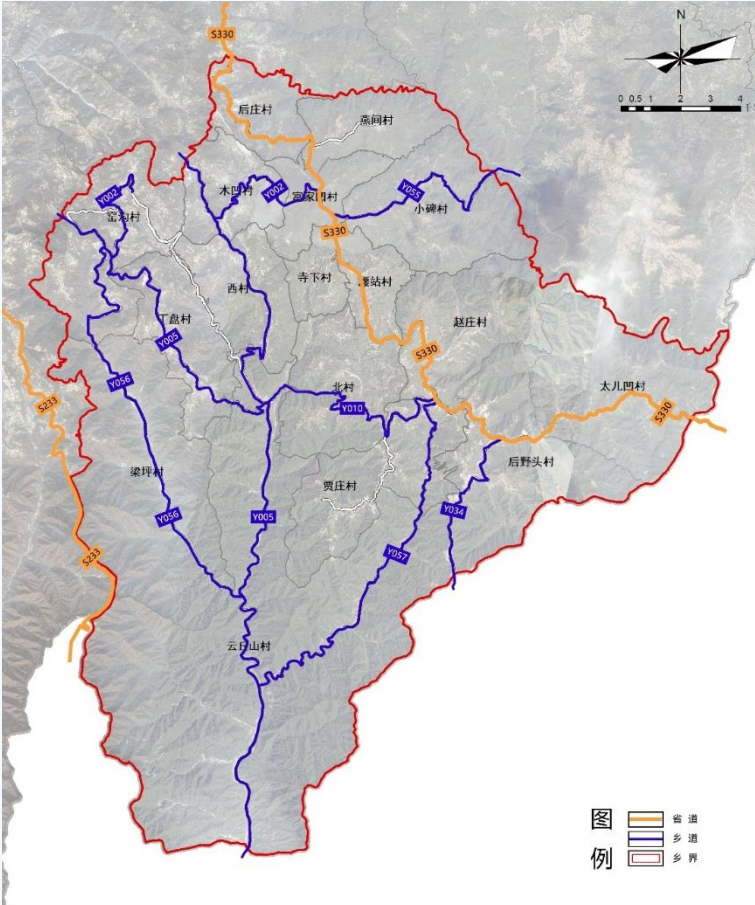 S330
N
0 0.5 1 2 3 4
后庄村
燕间村
木凹村
Y002
Y002
富家凹村
Y055
窑沟村
小碑村
S330
寺下村
腰站村
西村
丁盘村
赵庄村
Y005
S330
Y056
北村
太儿凹村
S233
Y010
S330
后野头村
梁坪村
贾庄村
Y034
Y056
Y005
Y057
S233
云丘山村
图
例
省道
乡道
乡界